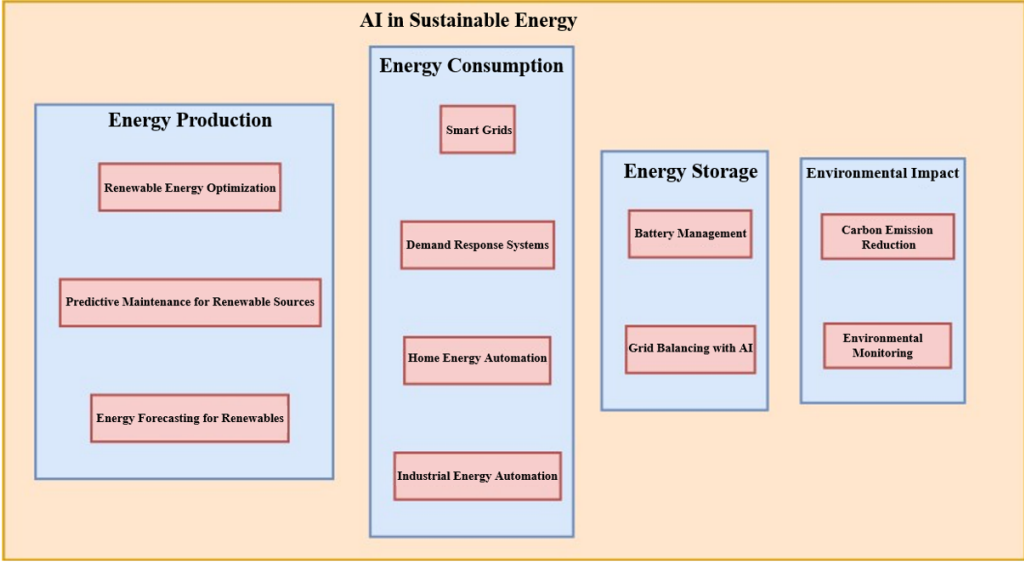 AI in Sustainable Energy
Energy Production
Renewable Energy Optimization
Predictive Maintenance for Renewable Sources
Energy Forecasting for Renewables
Energy Consumption
Smart Grids
Demand Response Systems
Home Energy Automation
Industrial Energy Automation
Energy Storage
Battery Management
Grid Balancing with AI
Environmental Impact
Carbon Emission
Reduction
Environmental
Monitoring